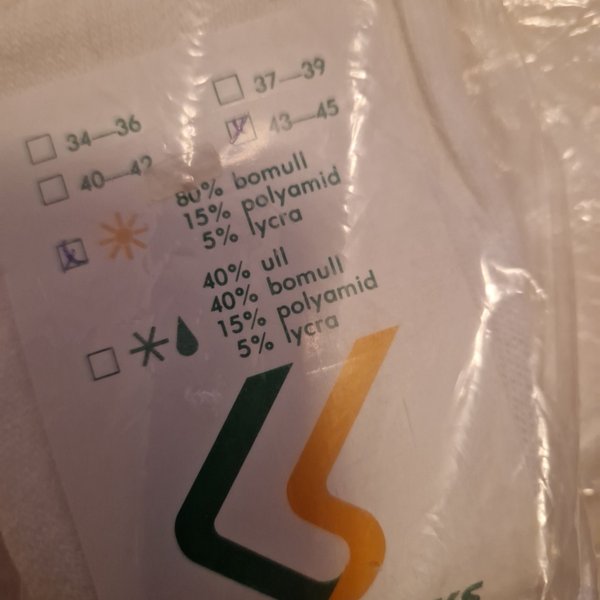 37—39
34—36
43—45
40—42
80% bomull
15% polyamid
5% lycra
40% ull
40% bomull
15% polyamid
5% lycra